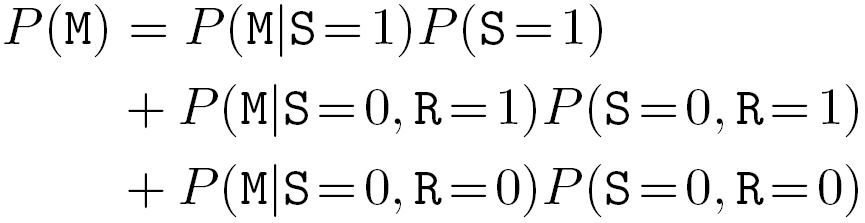 P(M) = P(M|S=1)P(S=1)
+ P(M|S=0,R=1)P(S=0,R=1)
+ P(M|S=0,R=0)P(S=0,R=0)